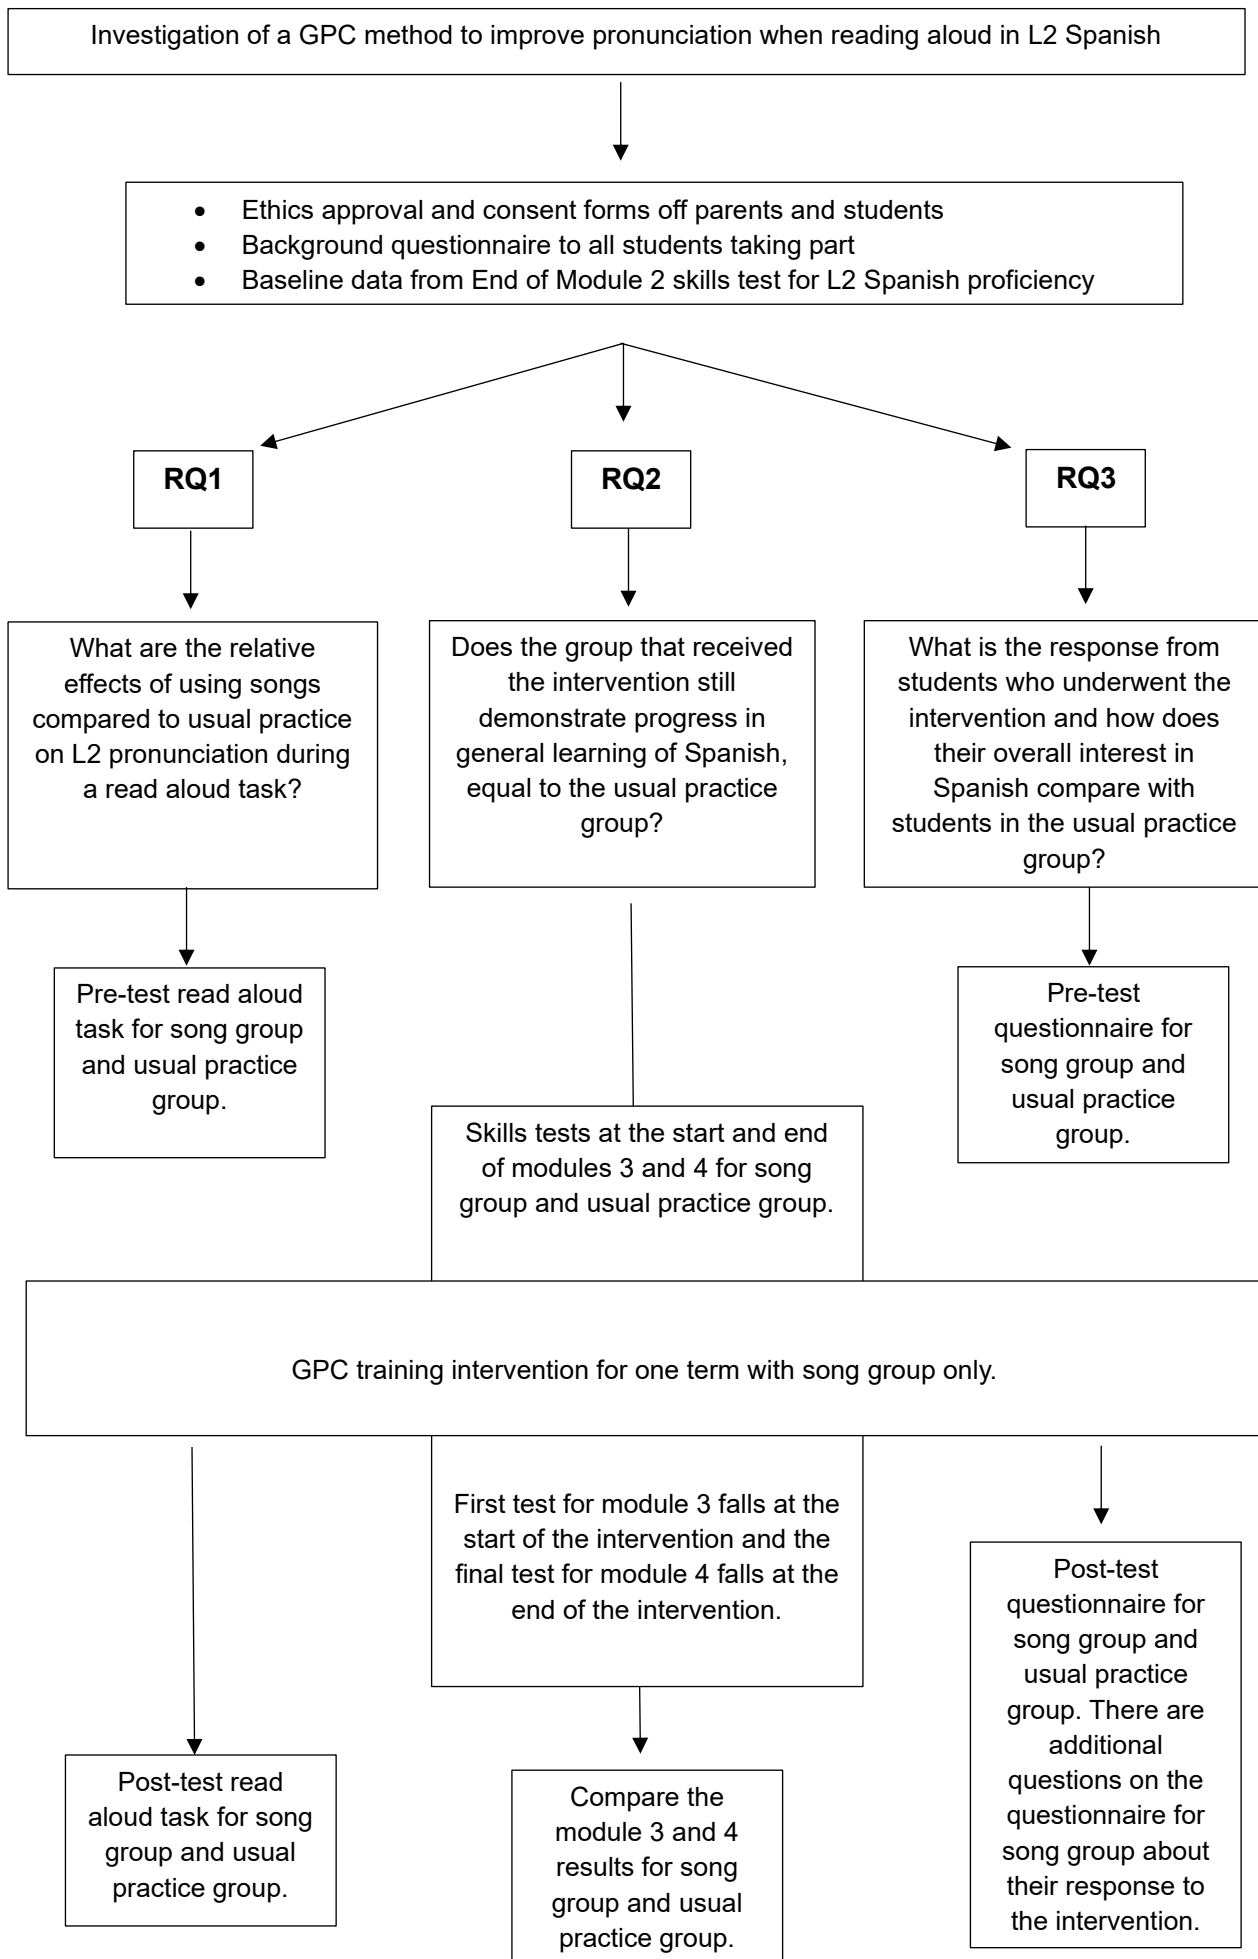 Investigation of a GPC method to improve pronunciation when reading aloud in L2 Spanish
• Ethics approval and consent forms off parents and students
• Background questionnaire to all students taking part
• Baseline data from End of Module 2 skills test for L2 Spanish proficiency
RQ1
RQ2
RQ3
What are the relative
effects of using songs
compared to usual practice
on L2 pronunciation during
a read aloud task?
Does the group that received
the intervention still
demonstrate progress in
general learning of Spanish,
equal to the usual practice
group?
What is the response from
students who underwent the
intervention and how does
their overall interest in
Spanish compare with
students in the usual practice
group?
Pre-test read aloud
task for song group
and usual practice
group.
Skills tests at the start and end
of modules 3 and 4 for song
group and usual practice group.
Pre-test
questionnaire for
song group and
usual practice
group.
GPC training intervention for one term with song group only.
Post-test read
aloud task for song
group and usual
practice group.
First test for module 3 falls at the
start of the intervention and the
final test for module 4 falls at the
end of the intervention.
Compare the
module 3 and 4
results for song
group and usual
practice group.
Post-test
questionnaire for
song group and
usual practice
group. There are
additional
questions on the
questionnaire for
song group about
their response to
the intervention.